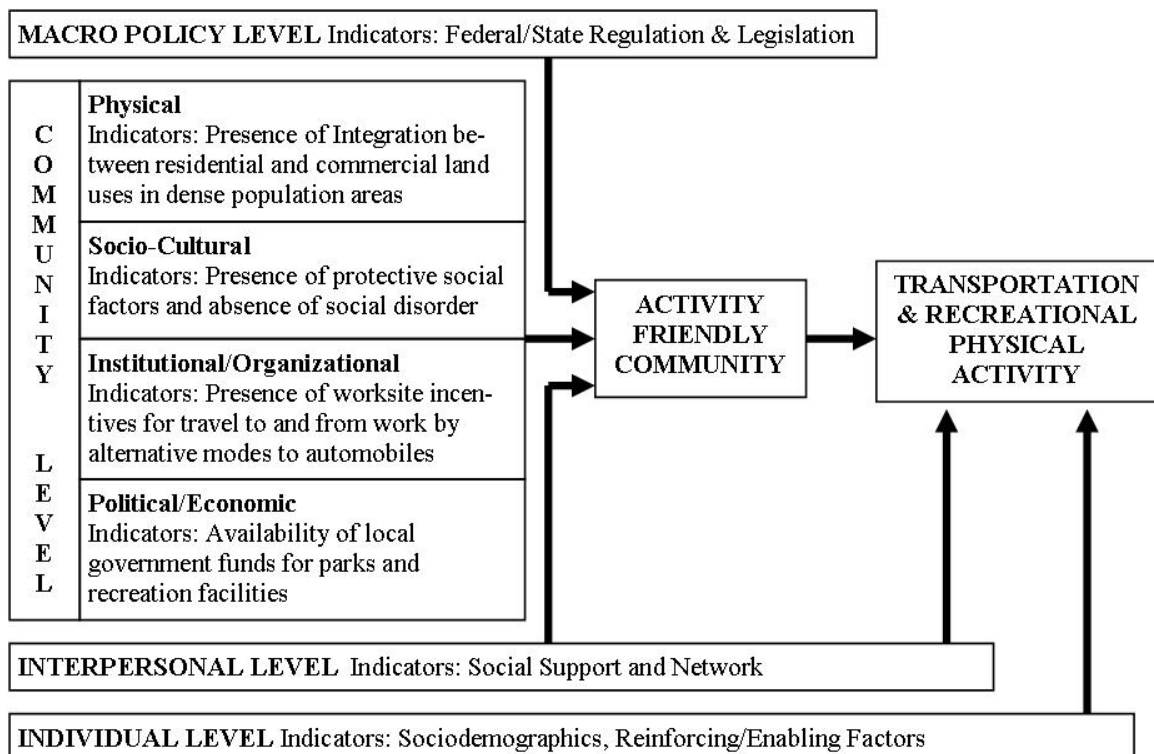 MACRO POLICY LEVEL Indicators: Federal/State Regulation & Legislation
COMMUNITY LEVEL
Physical
Indicators: Presence of Integration be-
tween residential and commercial land
uses in dense population areas
Socio-Cultural
Indicators: Presence of protective social
factors and absence of social disorder
Institutional/Organizational
Indicators: Presence of worksite incen-
tives for travel to and from work by
alternative modes to automobiles
Political/Economic
Indicators: Availability of local
government funds for parks and
recreation facilities
ACTIVITY
FRIENDLY
COMMUNITY
TRANSPORTATION
& RECREATIONAL
PHYSICAL
ACTIVITY
INTERPERSONAL LEVEL Indicators: Social Support and Network
INDIVIDUAL LEVEL Indicators: Sociodemographics, Reinforcing/Enabling Factors